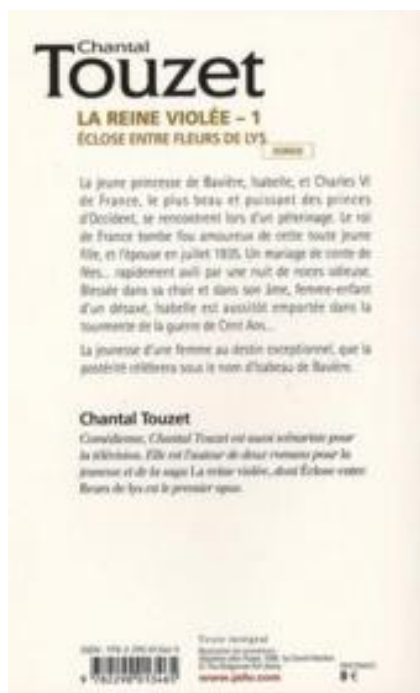 Chantal
Touzet
LA REINE VIOLÉE – 1
ÉCLOSE ENTRE FLEURS DE LYS
ROMAN
La jeune princesse de Bavière, Isabelle, et Charles VI
de France, le plus beau et puissant des princes
d'Occident, se rencontrent lors d'un pèlerinage. Le roi
de France tombe fou amoureux de cette toute jeune
fille, et l'épouse en juillet 1835. Un mariage de conte de
fées... rapidement avili par une nuit de noces odieuse.
Blessée dans sa chair et dans son âme, femme-enfant
d'un désaxé, Isabelle est aussitôt emportée dans la
tourmente de la guerre de Cent Ans...
La jeunesse d'une femme au destin exceptionnel, que la
postérité célèbrera sous le nom d'Isabeau de Bavière.
Chantal Touzet
Comédienne, Chantal Touzet est aussi scénariste pour
la télévision. Elle est l'auteur de deux romans pour la
jeunesse et de la saga La reine violée, dont Éclose entre
fleurs de lys est le premier opus.
Texte intégral
www.jailu.com
8 €